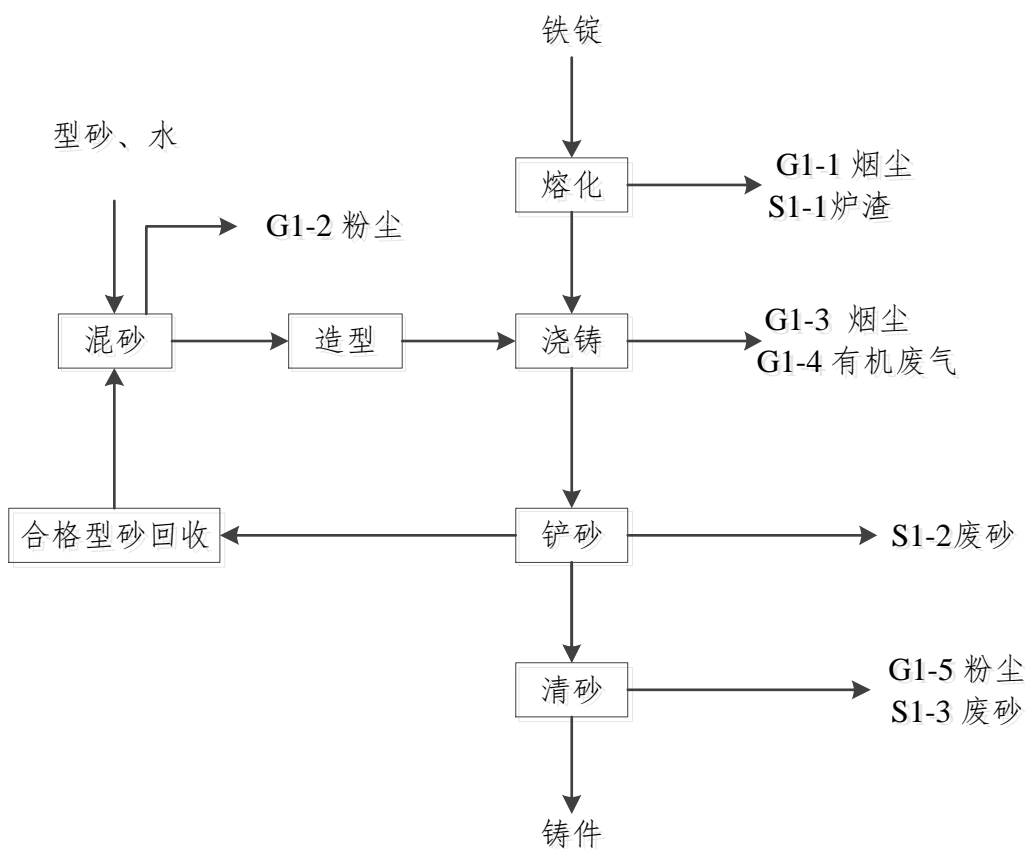 铁锭
型砂、水
熔化
G1-1 烟尘
S1-1炉渣
G1-2 粉尘
混砂
造型
浇铸
G1-3 烟尘
G1-4 有机废气
合格型砂回收
铲砂
S1-2废砂
清砂
G1-5 粉尘
S1-3 废砂
铸件